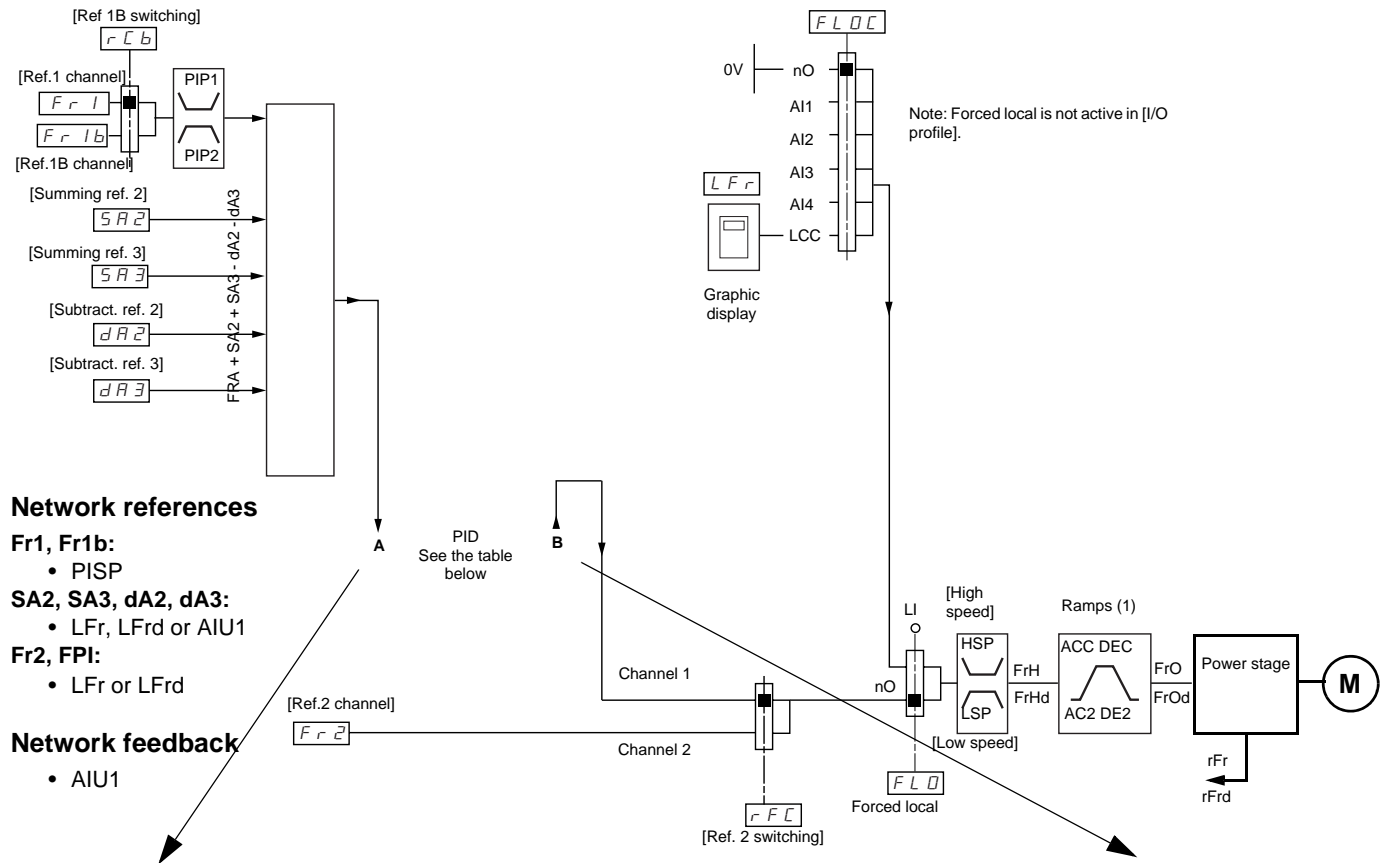 [Ref 1B switching]
rCb
[Ref.1 channel]
Fr1
Fr1b
[Ref.1B channel]
PIP1
PIP2
[Summing ref. 2]
SA2
[Summing ref. 3]
SA3
[Subtract. ref. 2]
dA2
[Subtract. ref. 3]
dA3
FRA + SA2 + SA3 - dA2 - dA3
FLOC
0V
nO
AI1
AI2
AI3
AI4
LCC
LFr
Graphic
display
Note: Forced local is not active in [I/O
profile].
Network references
Fr1, Fr1b:
• PISP
SA2, SA3, dA2, dA3:
• LFr, LFrd or AIU1
Fr2, FPI:
• LFr or LFrd
Network feedback
• AIU1
A
PID
See the table
below
B
[Ref.2 channel]
Fr2
Channel 1
Channel 2
rFC
[Ref. 2 switching]
LI
nO
FLO
Forced local
[High
speed]
HSP
LSP
[Low speed]
FrH
FrHd
Ramps (1)
ACC DEC
AC2 DE2
FrO
FrOd
Power stage
M
rFr
rFrd